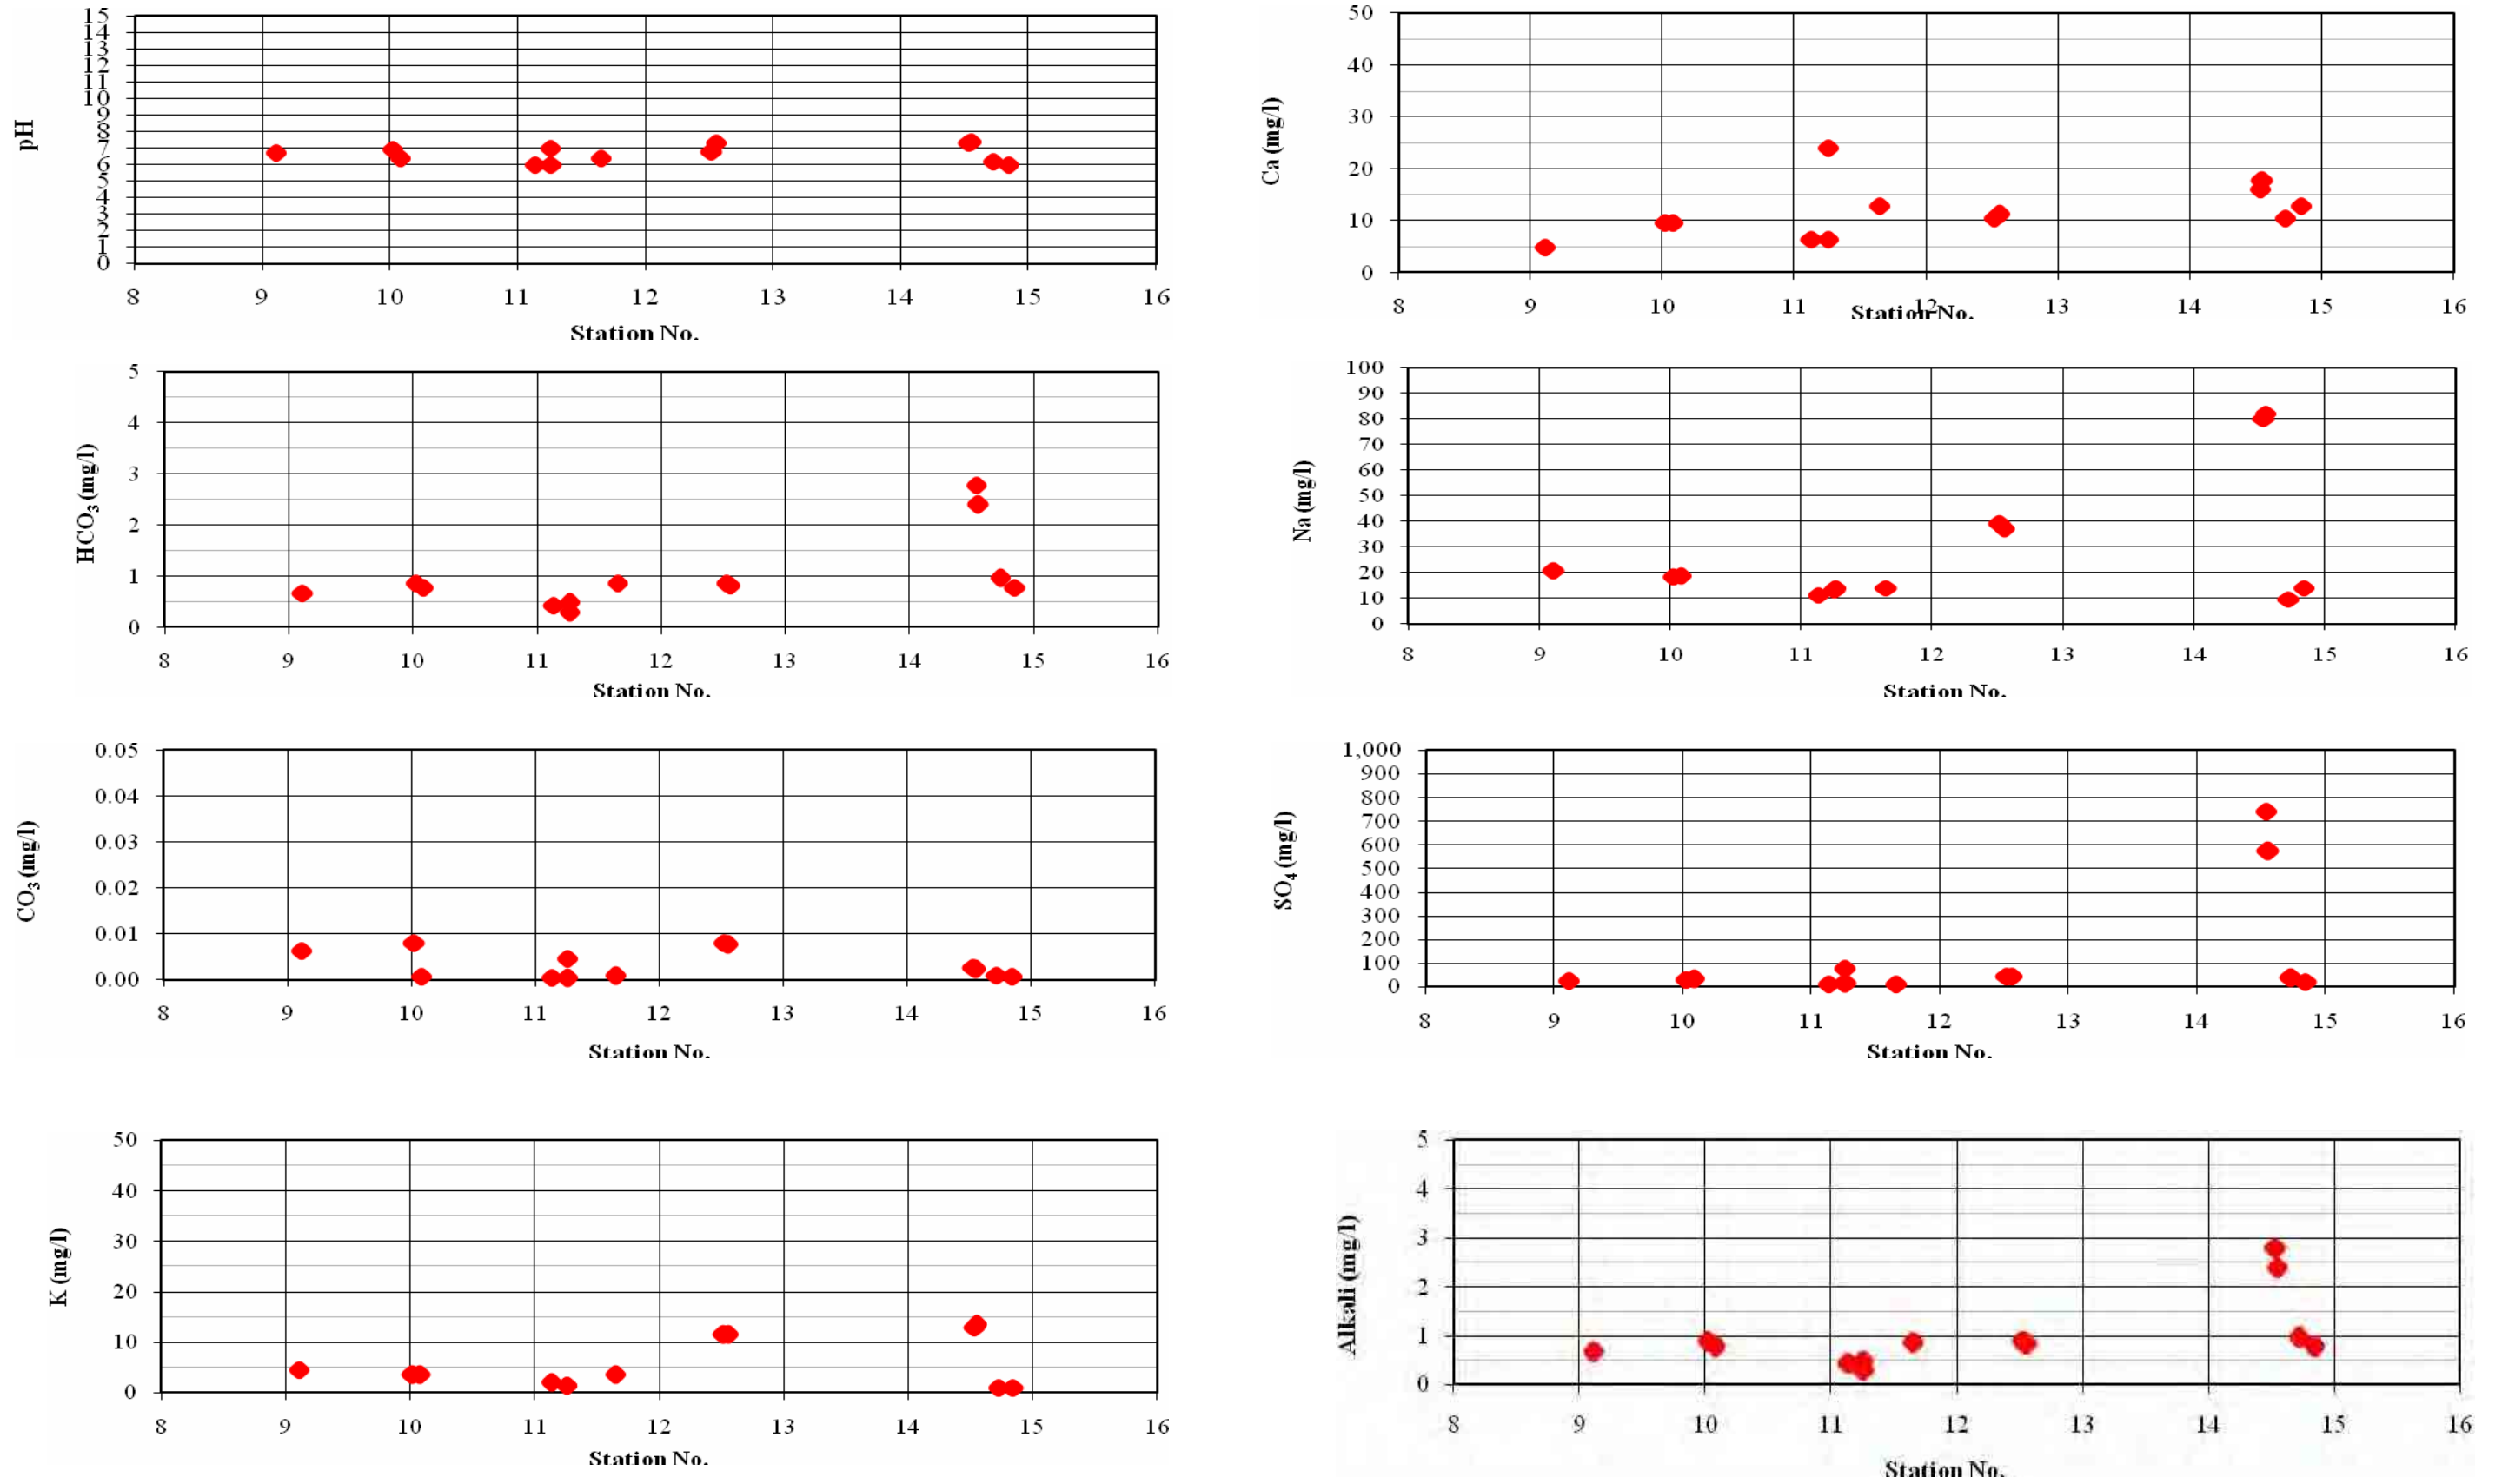 pH
15
14
13
12
11
10
9
8
7
6
5
4
3
2
1
0
8 9 10 11 12 13 14 15 16
Station No.
Ca (mg/l)
50
40
30
20
10
0
8 9 10 11 12 13 14 15 16
Station No.
HCO₃ (mg/l)
5
4
3
2
1
0
8 9 10 11 12 13 14 15 16
Station No.
Na (mg/l)
100
90
80
70
60
50
40
30
20
10
0
8 9 10 11 12 13 14 15 16
Station No.
CO₃ (mg/l)
0.05
0.04
0.03
0.02
0.01
0.00
8 9 10 11 12 13 14 15 16
Station No.
SO₄ (mg/l)
1,000
900
800
700
600
500
400
300
200
100
0
8 9 10 11 12 13 14 15 16
Station No.
K (mg/l)
50
40
30
20
10
0
8 9 10 11 12 13 14 15 16
Station No.
Alkali (mg/l)
5
4
3
2
1
0
8 9 10 11 12 13 14 15 16
Station No.